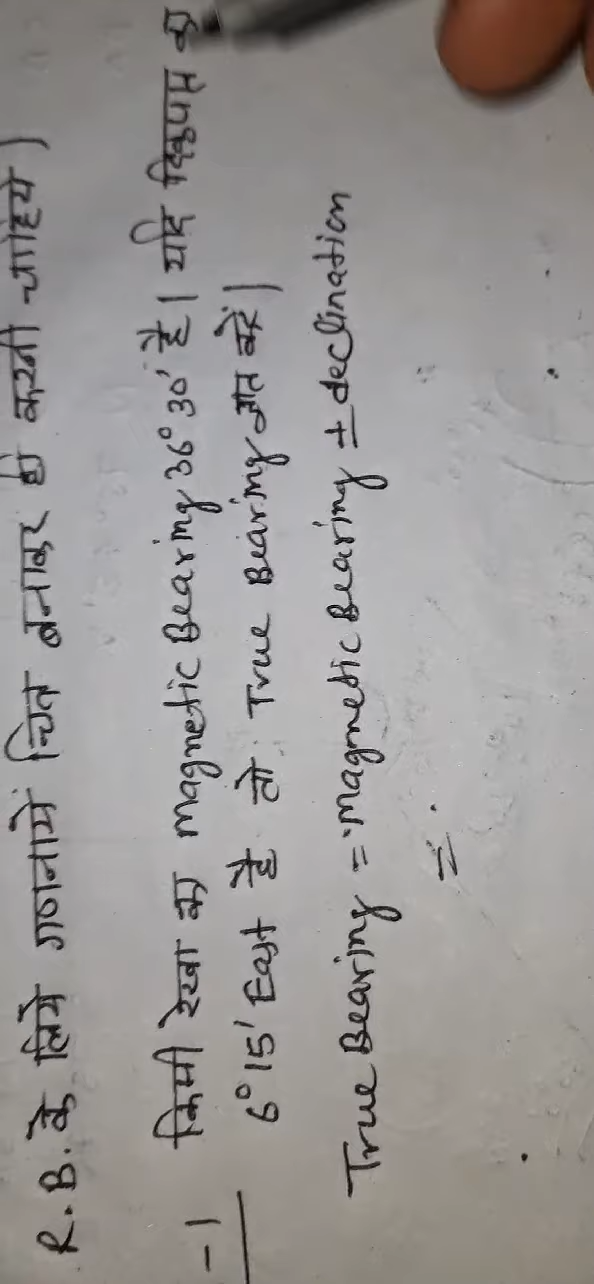 R.B. के लिये गणनायें चित्र बनाकर ही करनी चाहिये)
-1 किसी रेखा का Magnetic Bearing 36° 30' है। यदि दिक्पात का
6° 15' East है तो True Bearing ज्ञात करें।
True Bearing = Magnetic Bearing ± declination
=